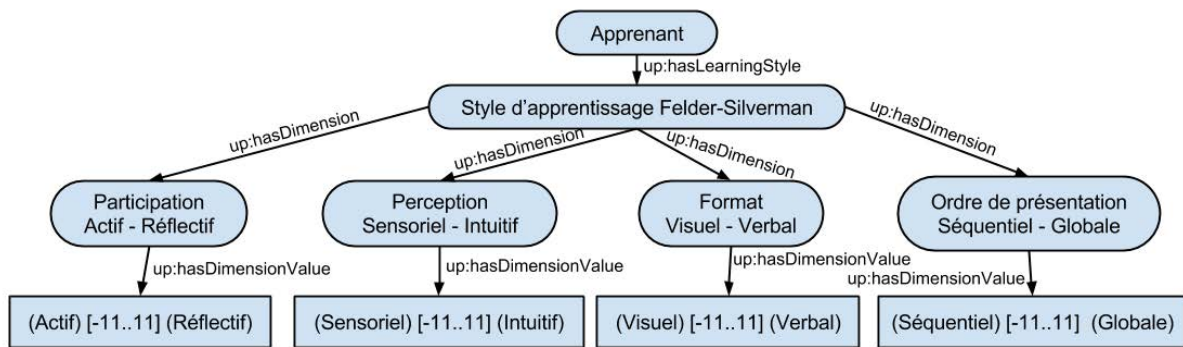 Apprenant
up:hasLearningStyle
Style d'apprentissage Felder-Silverman
up:hasDimension
up:hasDimension
up:hasDimension
up:hasDimension
Participation
Actif - Réflectif
Perception
Sensoriel - Intuitif
Format
Visuel - Verbal
Ordre de présentation
Séquentiel - Globale
up:hasDimensionValue
up:hasDimensionValue
up:hasDimensionValue
up:hasDimensionValue
(Actif) [-11..11] (Réflectif)
(Sensoriel) [-11..11] (Intuitif)
(Visuel) [-11..11] (Verbal)
(Séquentiel) [-11..11] (Globale)